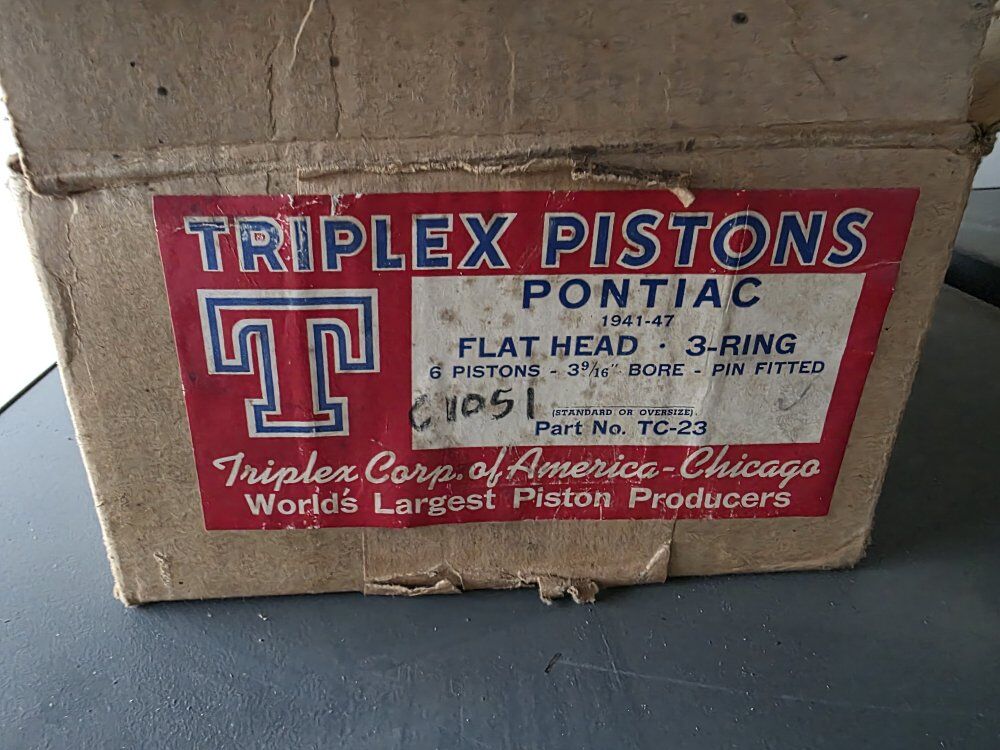 TRIPLEX PISTONS
T
PONTIAC
1941-47
FLAT HEAD · 3-RING
6 PISTONS - 3 9/16" BORE - PIN FITTED
C 1051
(STANDARD OR OVERSIZE)
Part No. TC-23
Triplex Corp. of America - Chicago
World's Largest Piston Producers